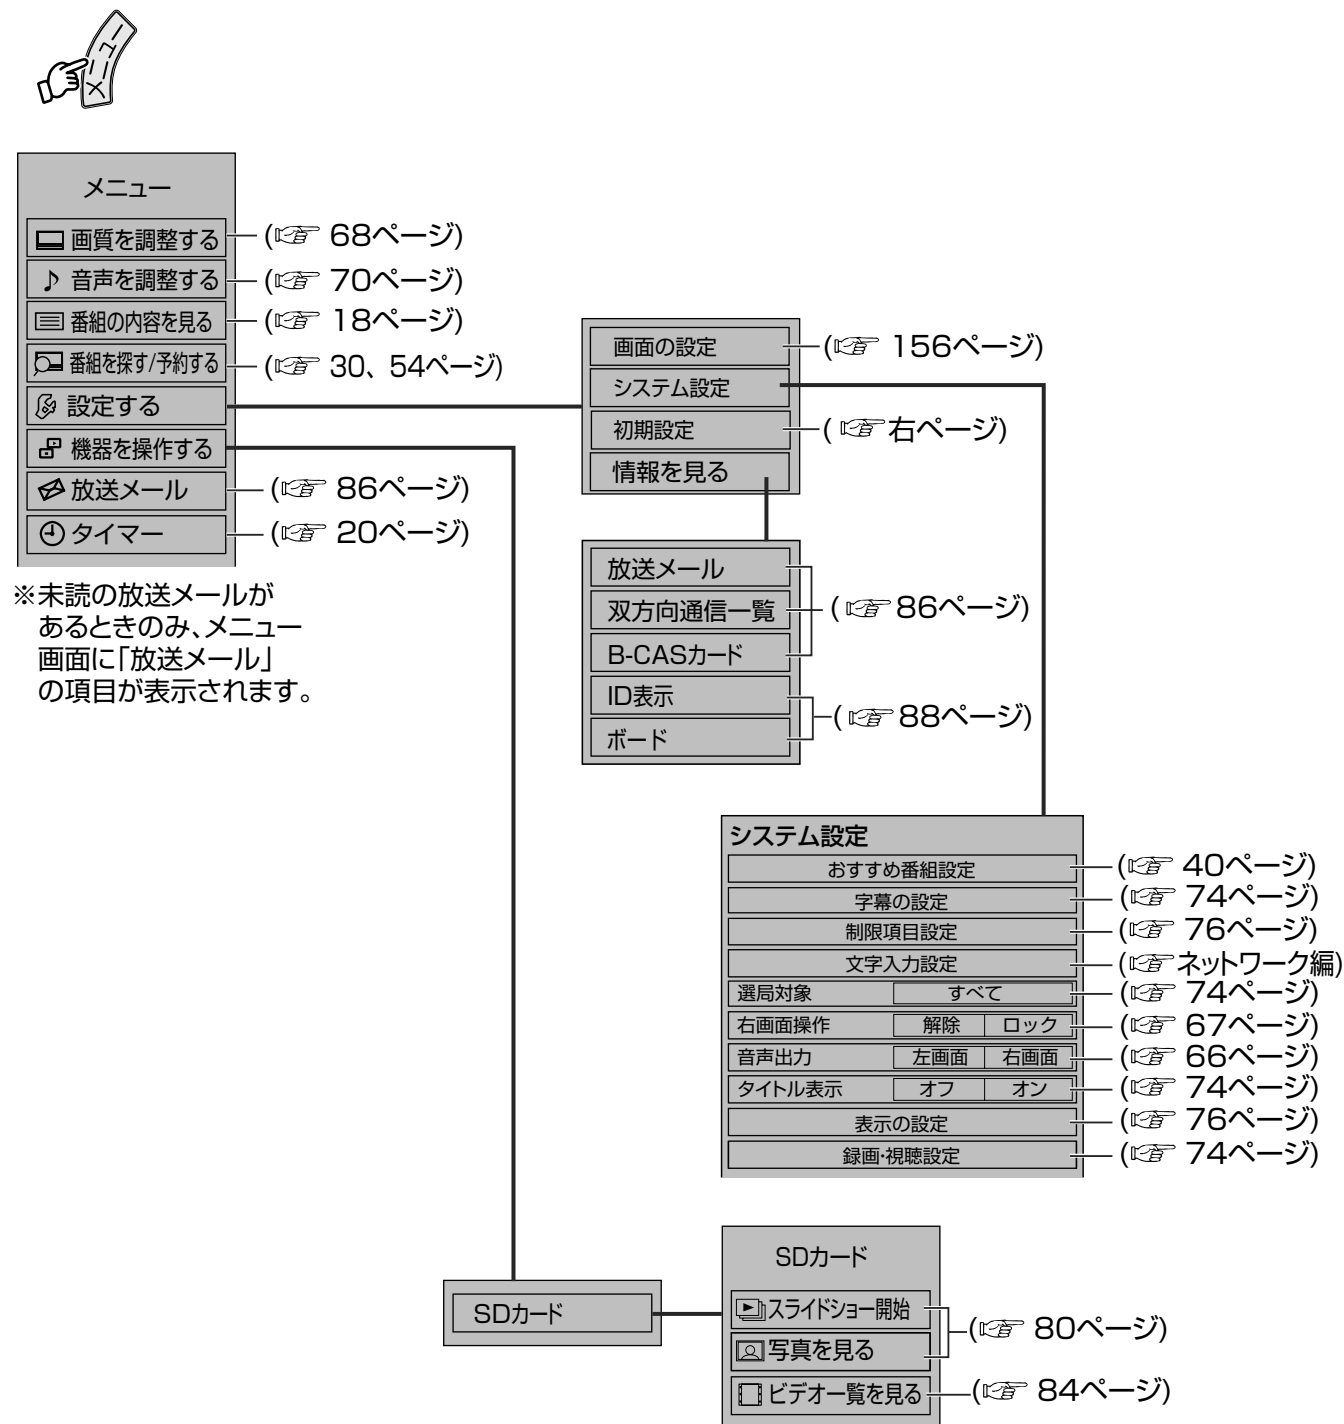 メニュー
メニュー
画質を調整する (☞ 68ページ)
音声を調整する (☞ 70ページ)
番組の内容を見る (☞ 18ページ)
番組を探す/予約する (☞ 30、54ページ)
設定する
機器を操作する
放送メール (☞ 86ページ)
タイマー (☞ 20ページ)
※未読の放送メールが
あるときのみ、メニュー
画面に「放送メール」
の項目が表示されます。
画面の設定 (☞ 156ページ)
システム設定
初期設定 (☞右ページ)
情報を見る
放送メール
双方向通信一覧 (☞86ページ)
B-CASカード
ID表示
(☞88ページ)
ボード
システム設定
おすすめ番組設定 (☞ 40ページ)
字幕の設定 (☞ 74ページ)
制限項目設定 (☞ 76ページ)
文字入力設定 (☞ネットワーク編)
選局対象 すべて (☞ 74ページ)
右画面操作 解除 ロック (☞ 67ページ)
音声出力 左画面 右画面 (☞ 66ページ)
タイトル表示 オフ オン (☞ 74ページ)
表示の設定 (☞ 76ページ)
録画・視聴設定 (☞ 74ページ)
SDカード
SDカード
スライドショー開始
(☞ 80ページ)
写真を見る
ビデオ一覧を見る (☞ 84ページ)